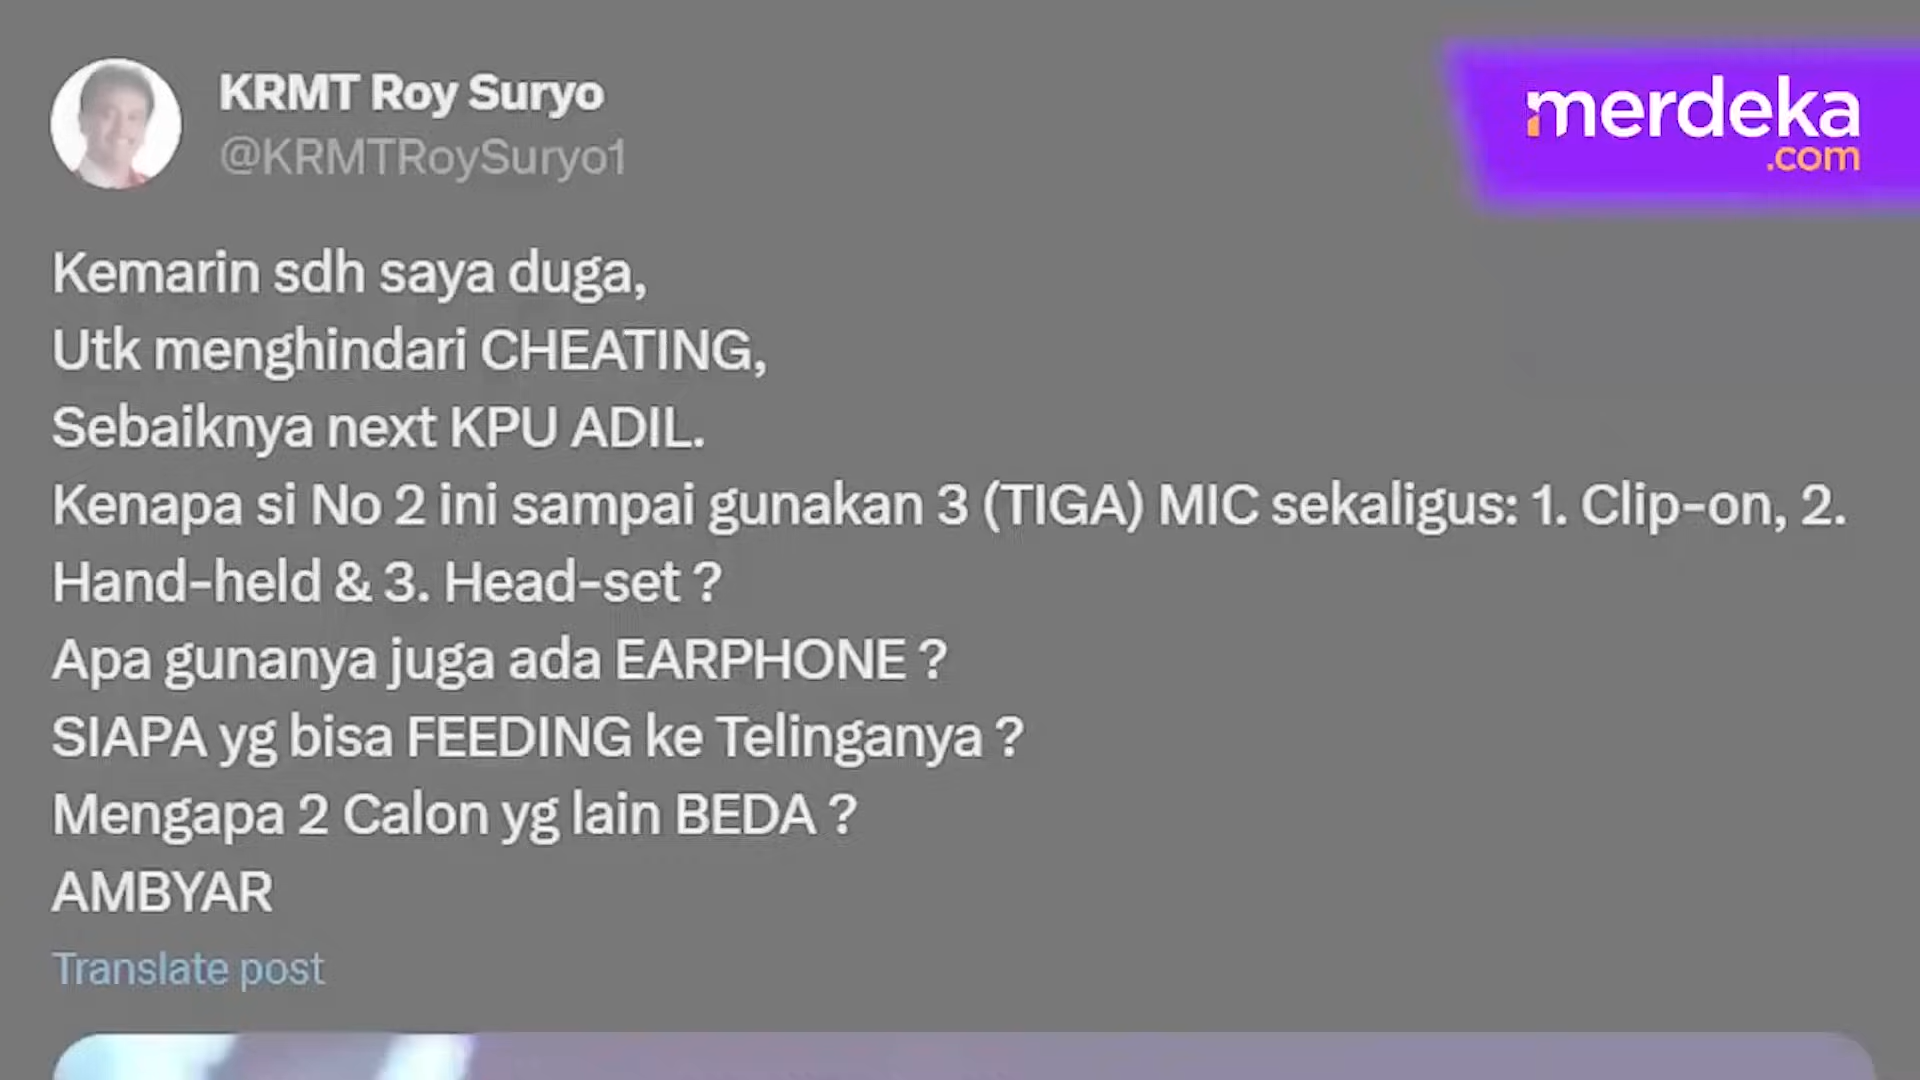 KRMT Roy Suryo
@KRMTRoySuryo1
merdeka
.com
Kemarin sdh saya duga,
Utk menghindari CHEATING,
Sebaiknya next KPU ADIL.
Kenapa si No 2 ini sampai gunakan 3 (TIGA) MIC sekaligus: 1. Clip-on, 2.
Hand-held & 3. Head-set ?
Apa gunanya juga ada EARPHONE ?
SIAPA yg bisa FEEDING ke Telinganya ?
Mengapa 2 Calon yg lain BEDA ?
AMBYAR
Translate post